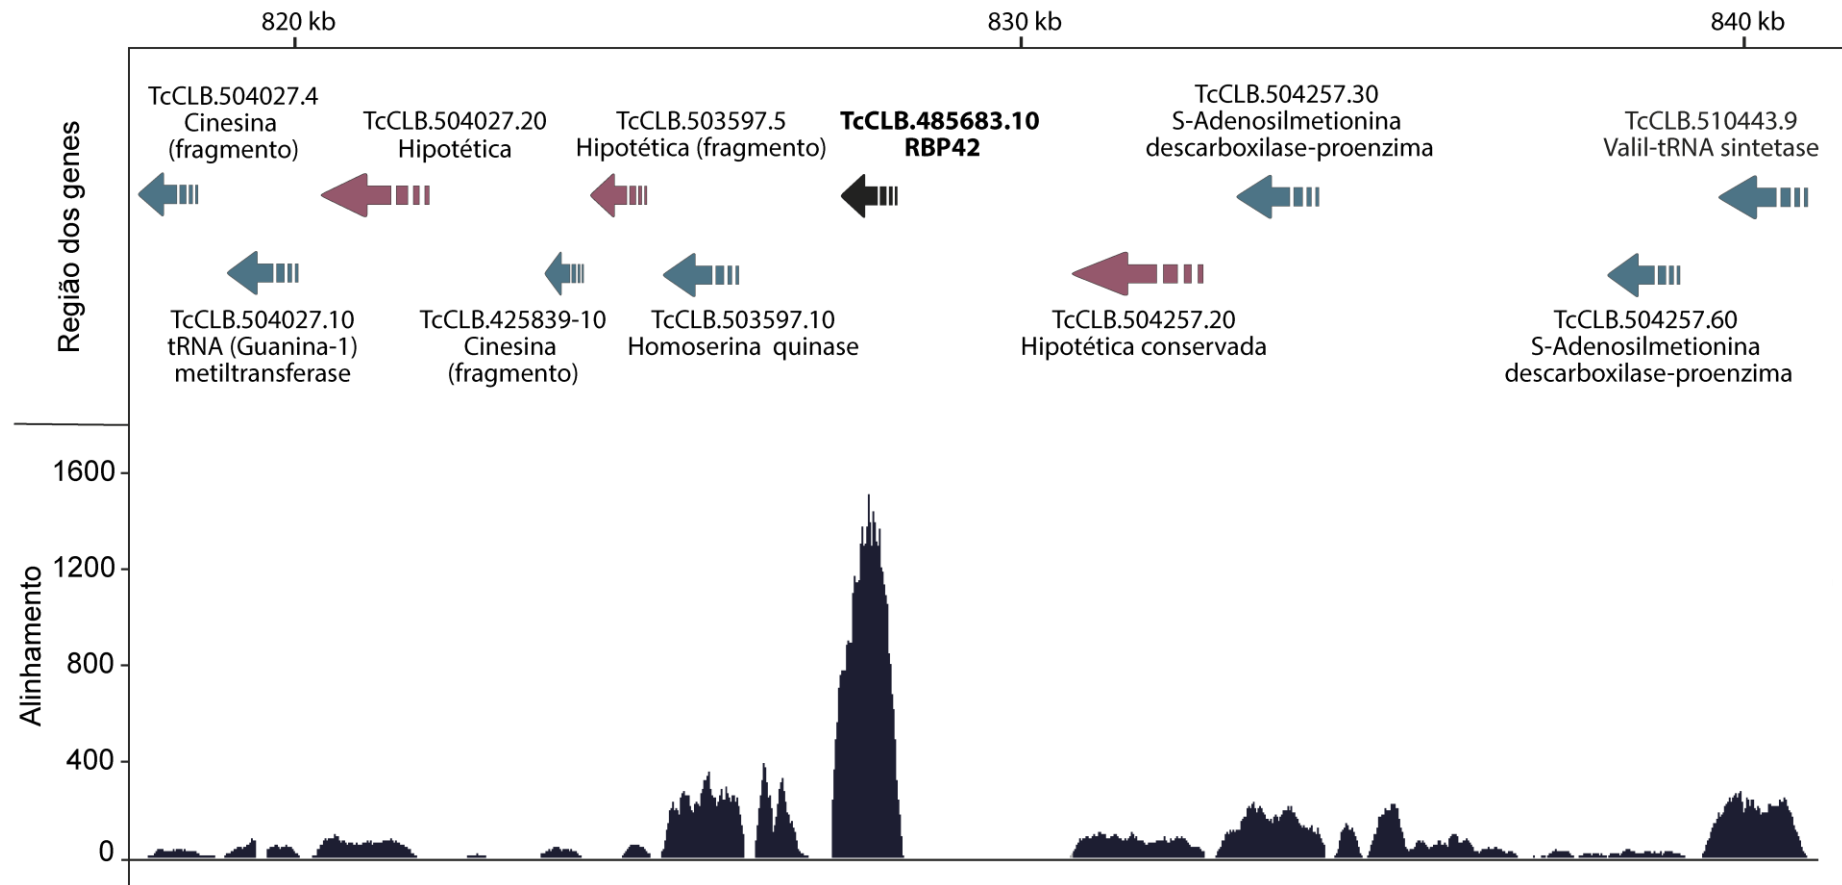 820 kb
830 kb
840 kb
Região dos genes
TcCLB.504027.4
Cinesina
(fragmento)
TcCLB.504027.20
Hipotética
TcCLB.503597.5
Hipotética (fragmento)
TcCLB.485683.10
RBP42
TcCLB.504257.30
S-Adenosilmetionina
descarboxilase-proenzima
TcCLB.510443.9
Valil-tRNA sintetase
TcCLB.504027.10
tRNA (Guanina-1)
metiltransferase
TcCLB.425839-10
Cinesina
(fragmento)
TcCLB.503597.10
Homoserina quinase
TcCLB.504257.20
Hipotética conservada
TcCLB.504257.60
S-Adenosilmetionina
descarboxilase-proenzima
Alinhamento
1600
1200
800
400
0